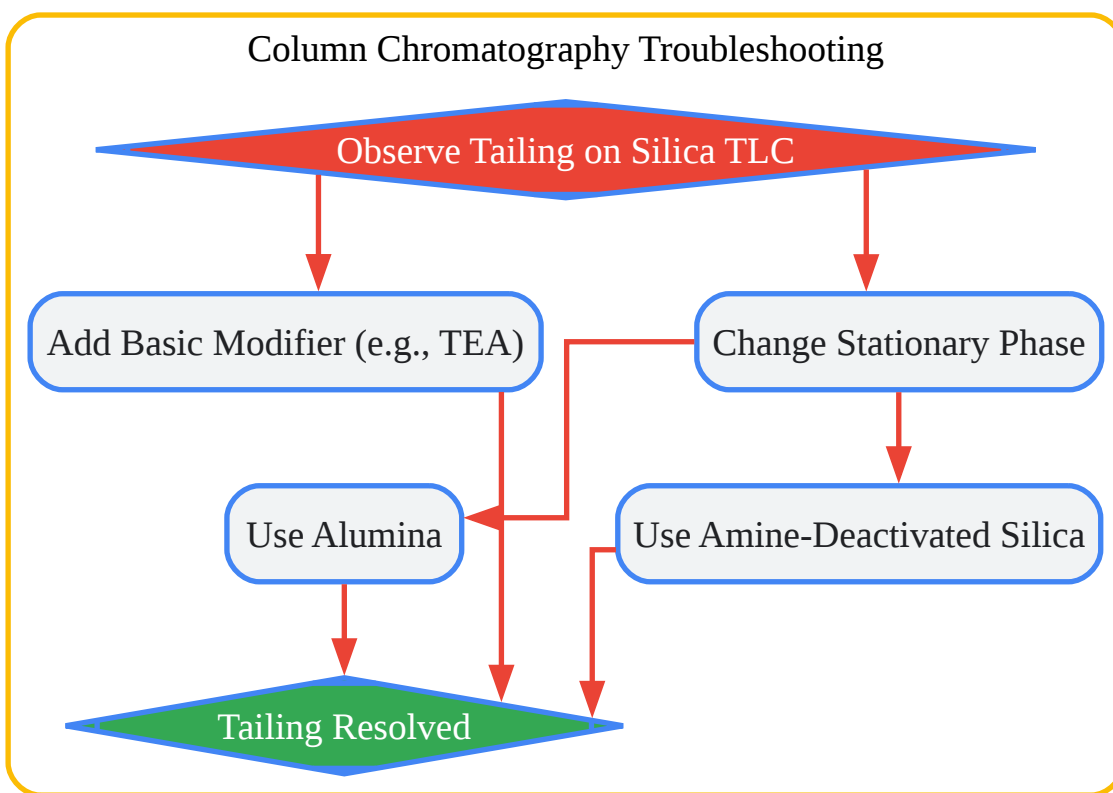 Column Chromatography Troubleshooting
Observe Tailing on Silica TLC
Add Basic Modifier (e.g., TEA)
Change Stationary Phase
Use Alumina
Use Amine-Deactivated Silica
Tailing Resolved